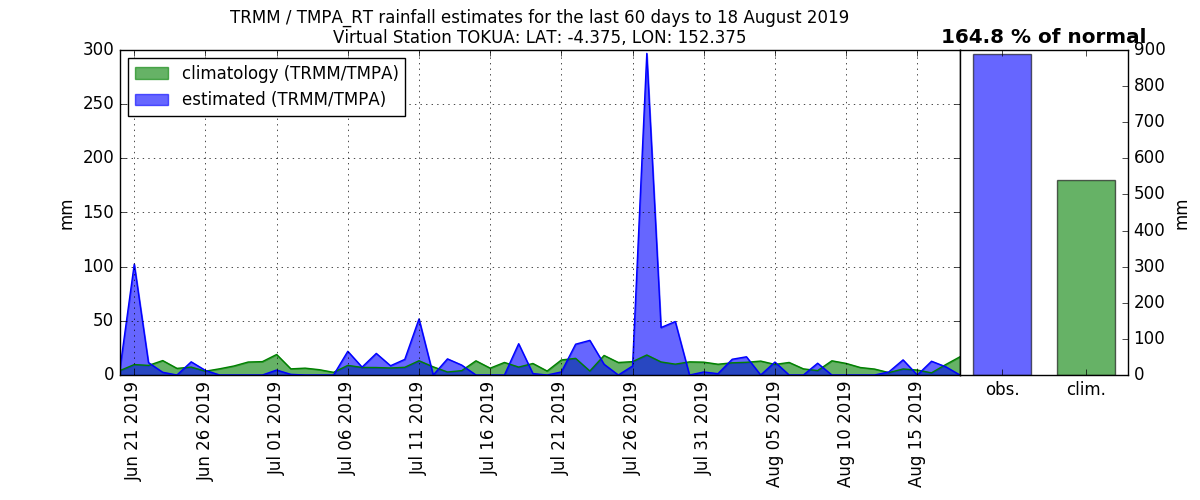 TRMM / TMPA_RT rainfall estimates for the last 60 days to 18 August 2019
Virtual Station TOKUA: LAT: -4.375, LON: 152.375
164.8 % of normal
climatology (TRMM/TMPA)
estimated (TRMM/TMPA)
300
250
200
150
100
50
0
mm
Jun 21 2019
Jun 26 2019
Jul 01 2019
Jul 06 2019
Jul 11 2019
Jul 16 2019
Jul 21 2019
Jul 26 2019
Jul 31 2019
Aug 05 2019
Aug 10 2019
Aug 15 2019
900
800
700
600
500
400
300
200
100
0
mm
obs.
clim.